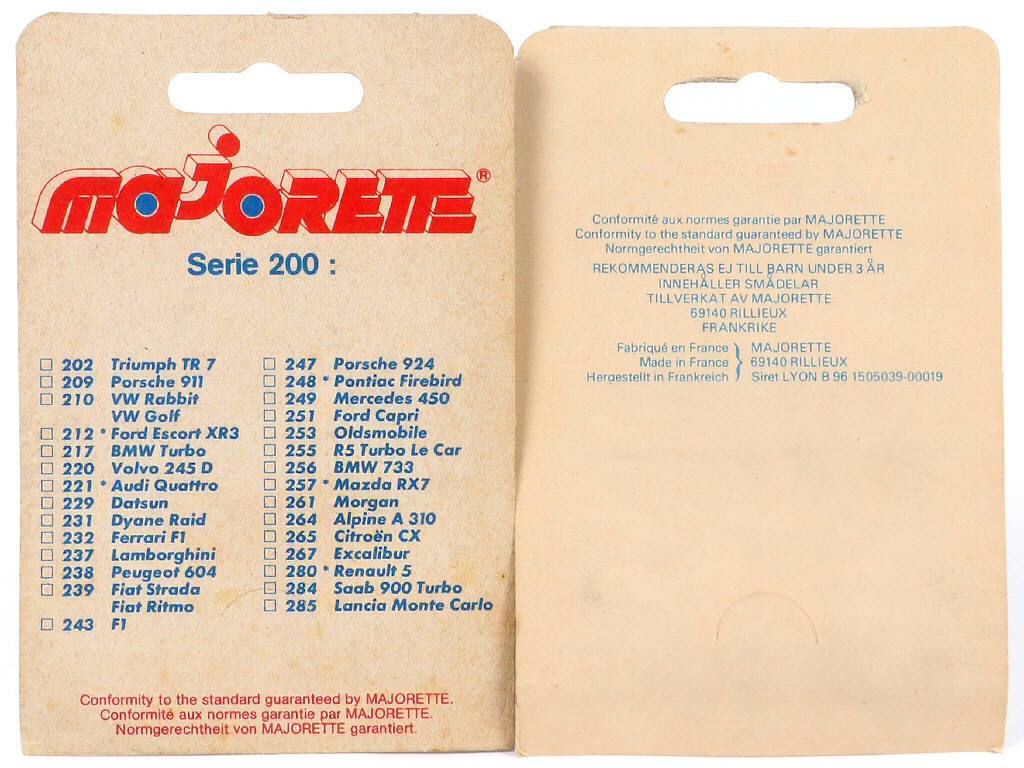 MAJORETTE®
Serie 200 :
202 Triumph TR 7
209 Porsche 911
210 VW Rabbit
VW Golf
212 * Ford Escort XR3
217 BMW Turbo
220 Volvo 245 D
221 * Audi Quattro
229 Datsun
231 Dyane Raid
232 Ferrari F1
237 Lamborghini
238 Peugeot 604
239 Fiat Strada
Fiat Ritmo
243 F1
247 Porsche 924
248 * Pontiac Firebird
249 Mercedes 450
251 Ford Capri
253 Oldsmobile
255 R5 Turbo Le Car
256 BMW 733
257 * Mazda RX7
261 Morgan
264 Alpine A 310
265 Citroën CX
267 Excalibur
280 * Renault 5
284 Saab 900 Turbo
285 Lancia Monte Carlo
Conformity to the standard guaranteed by MAJORETTE.
Conformité aux normes garantie par MAJORETTE.
Normgerechtheit von MAJORETTE garantiert.
Conformité aux normes garantie par MAJORETTE
Conformity to the standard guaranteed by MAJORETTE
Normgerechtheit von MAJORETTE garantiert
REKOMMENDERAS EJ TILL BARN UNDER 3 ÅR
INNEHÅLLER SMÅDELAR
TILLVERKAT AV MAJORETTE
69140 RILLIEUX
FRANKRIKE
Fabriqué en France } MAJORETTE
Made in France } 69140 RILLIEUX
Hergestellt in Frankreich } Siret LYON B 96 1505039-00019